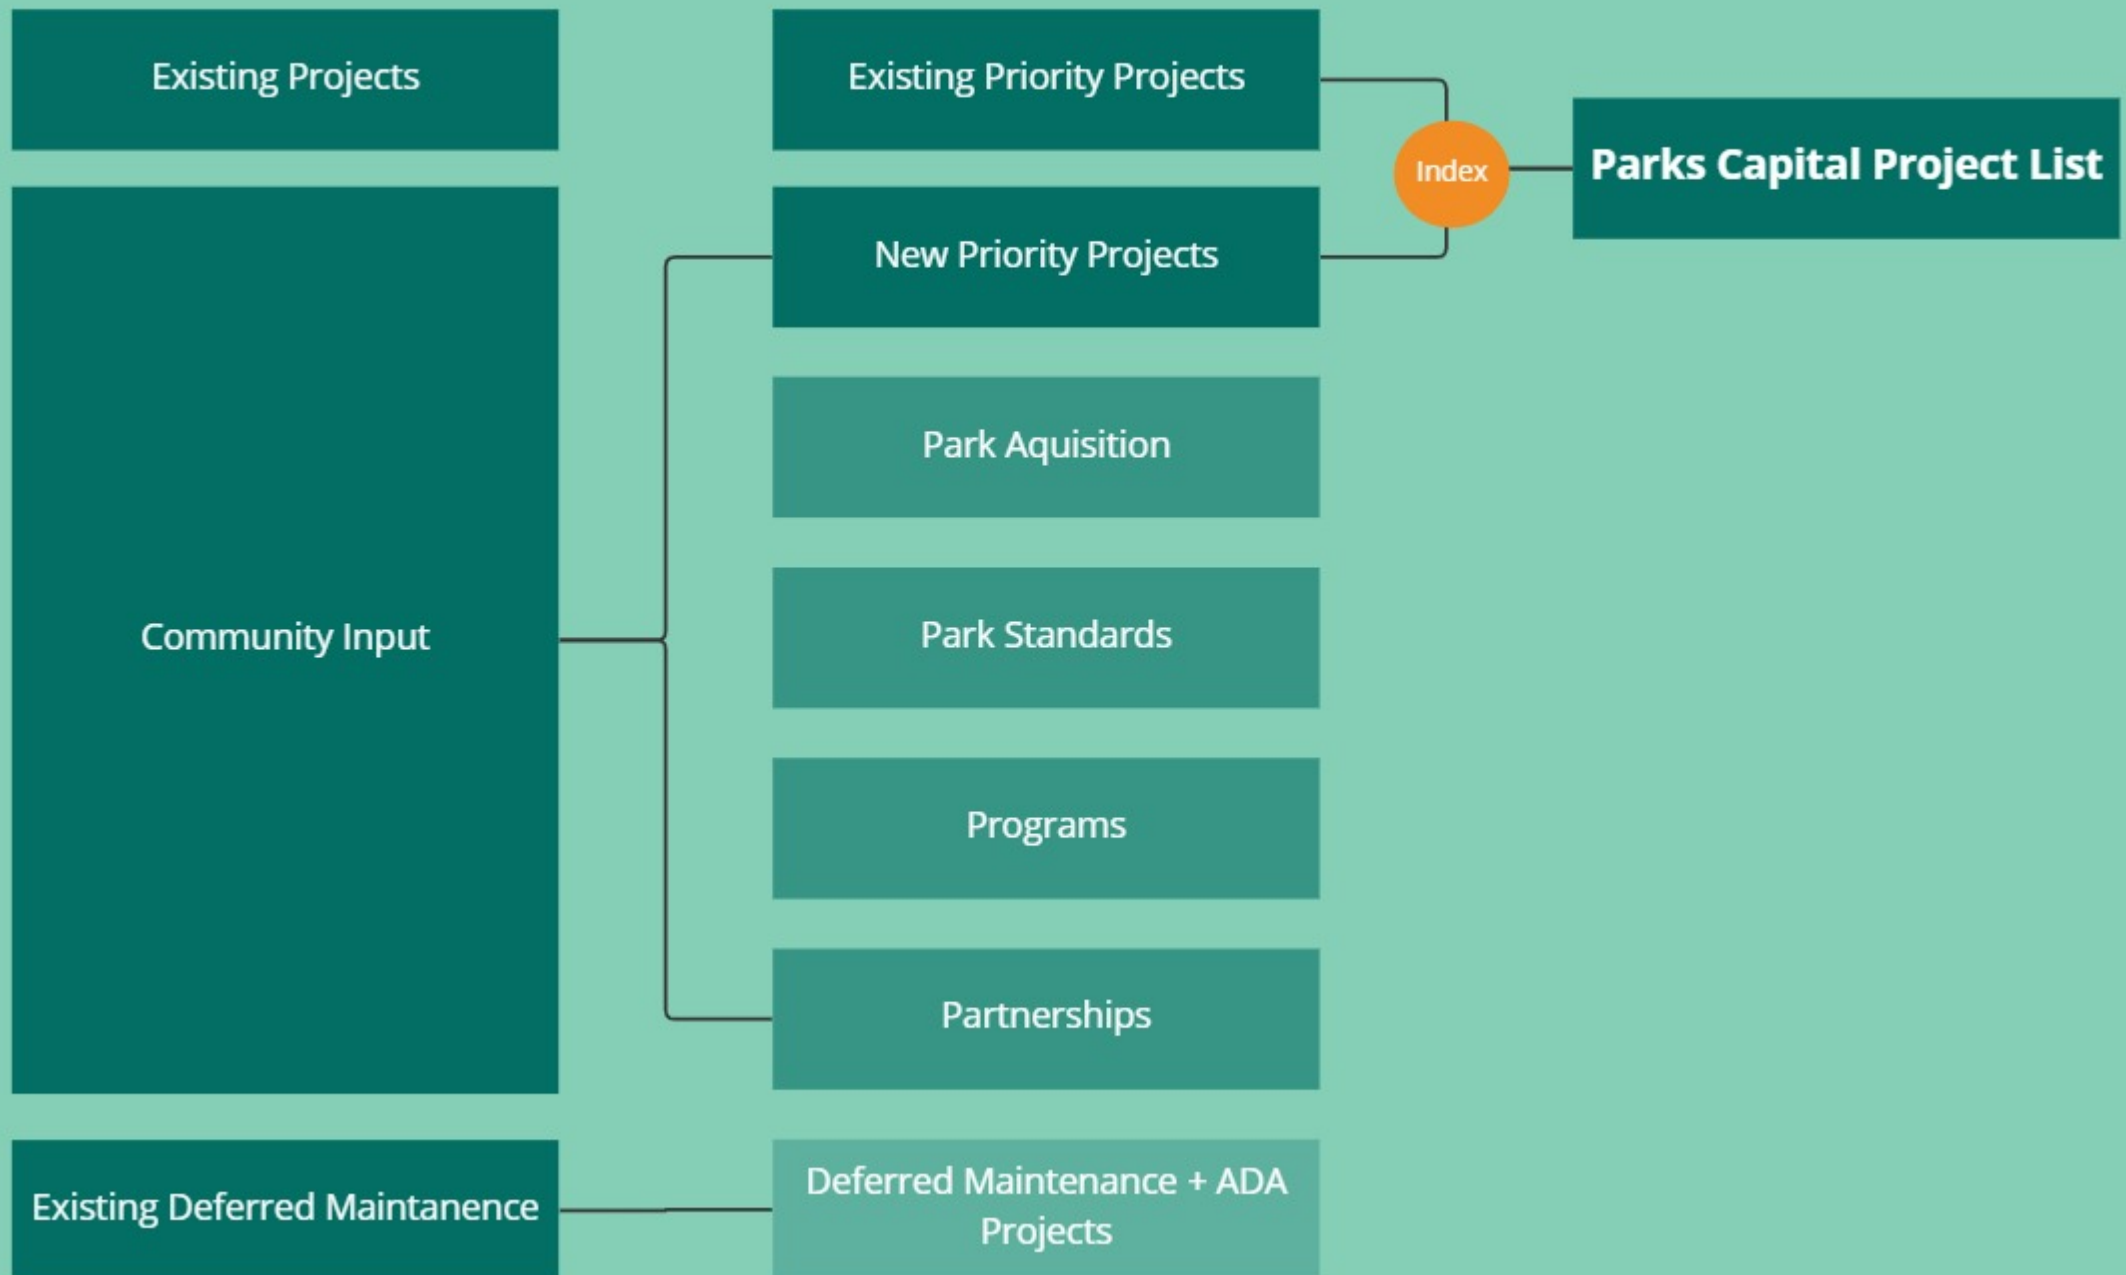 Existing Projects
Existing Priority Projects
Index
Parks Capital Project List
New Priority Projects
Community Input
Park Aquisition
Park Standards
Programs
Partnerships
Existing Deferred Maintanence
Deferred Maintenance + ADA
Projects